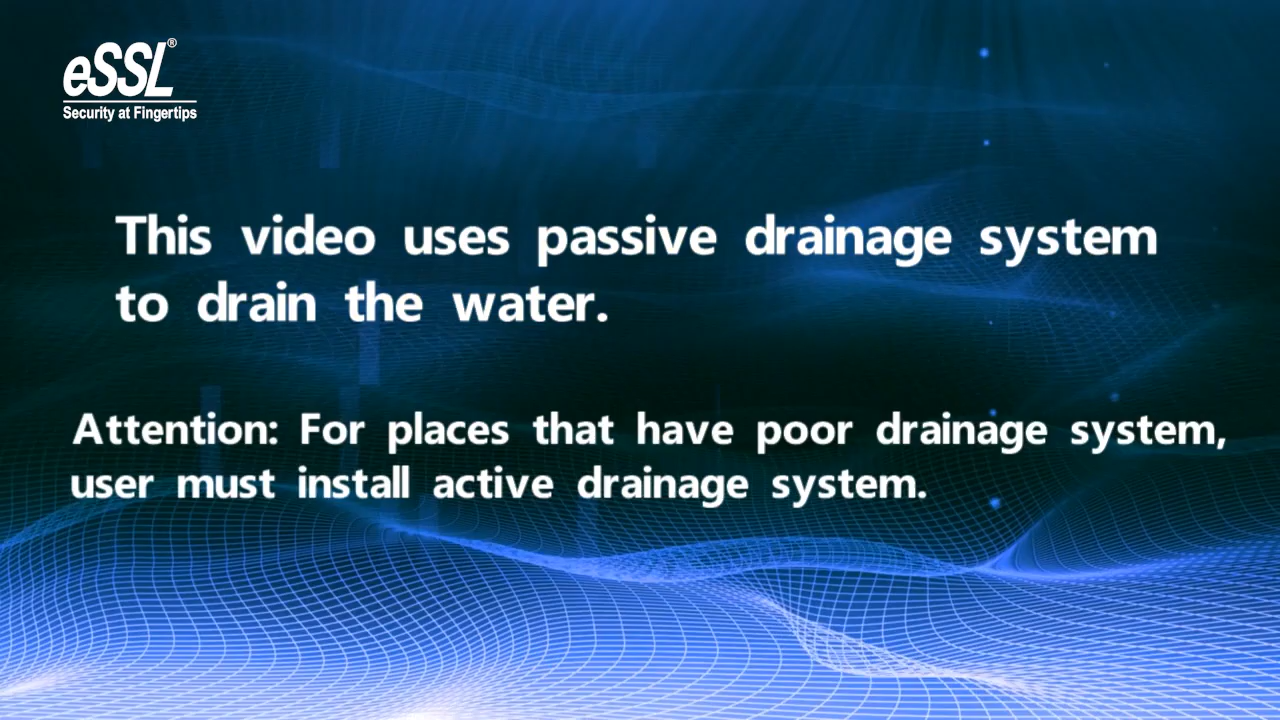 eSSL®
Security at Fingertips
This video uses passive drainage system
to drain the water.
Attention: For places that have poor drainage system,
user must install active drainage system.